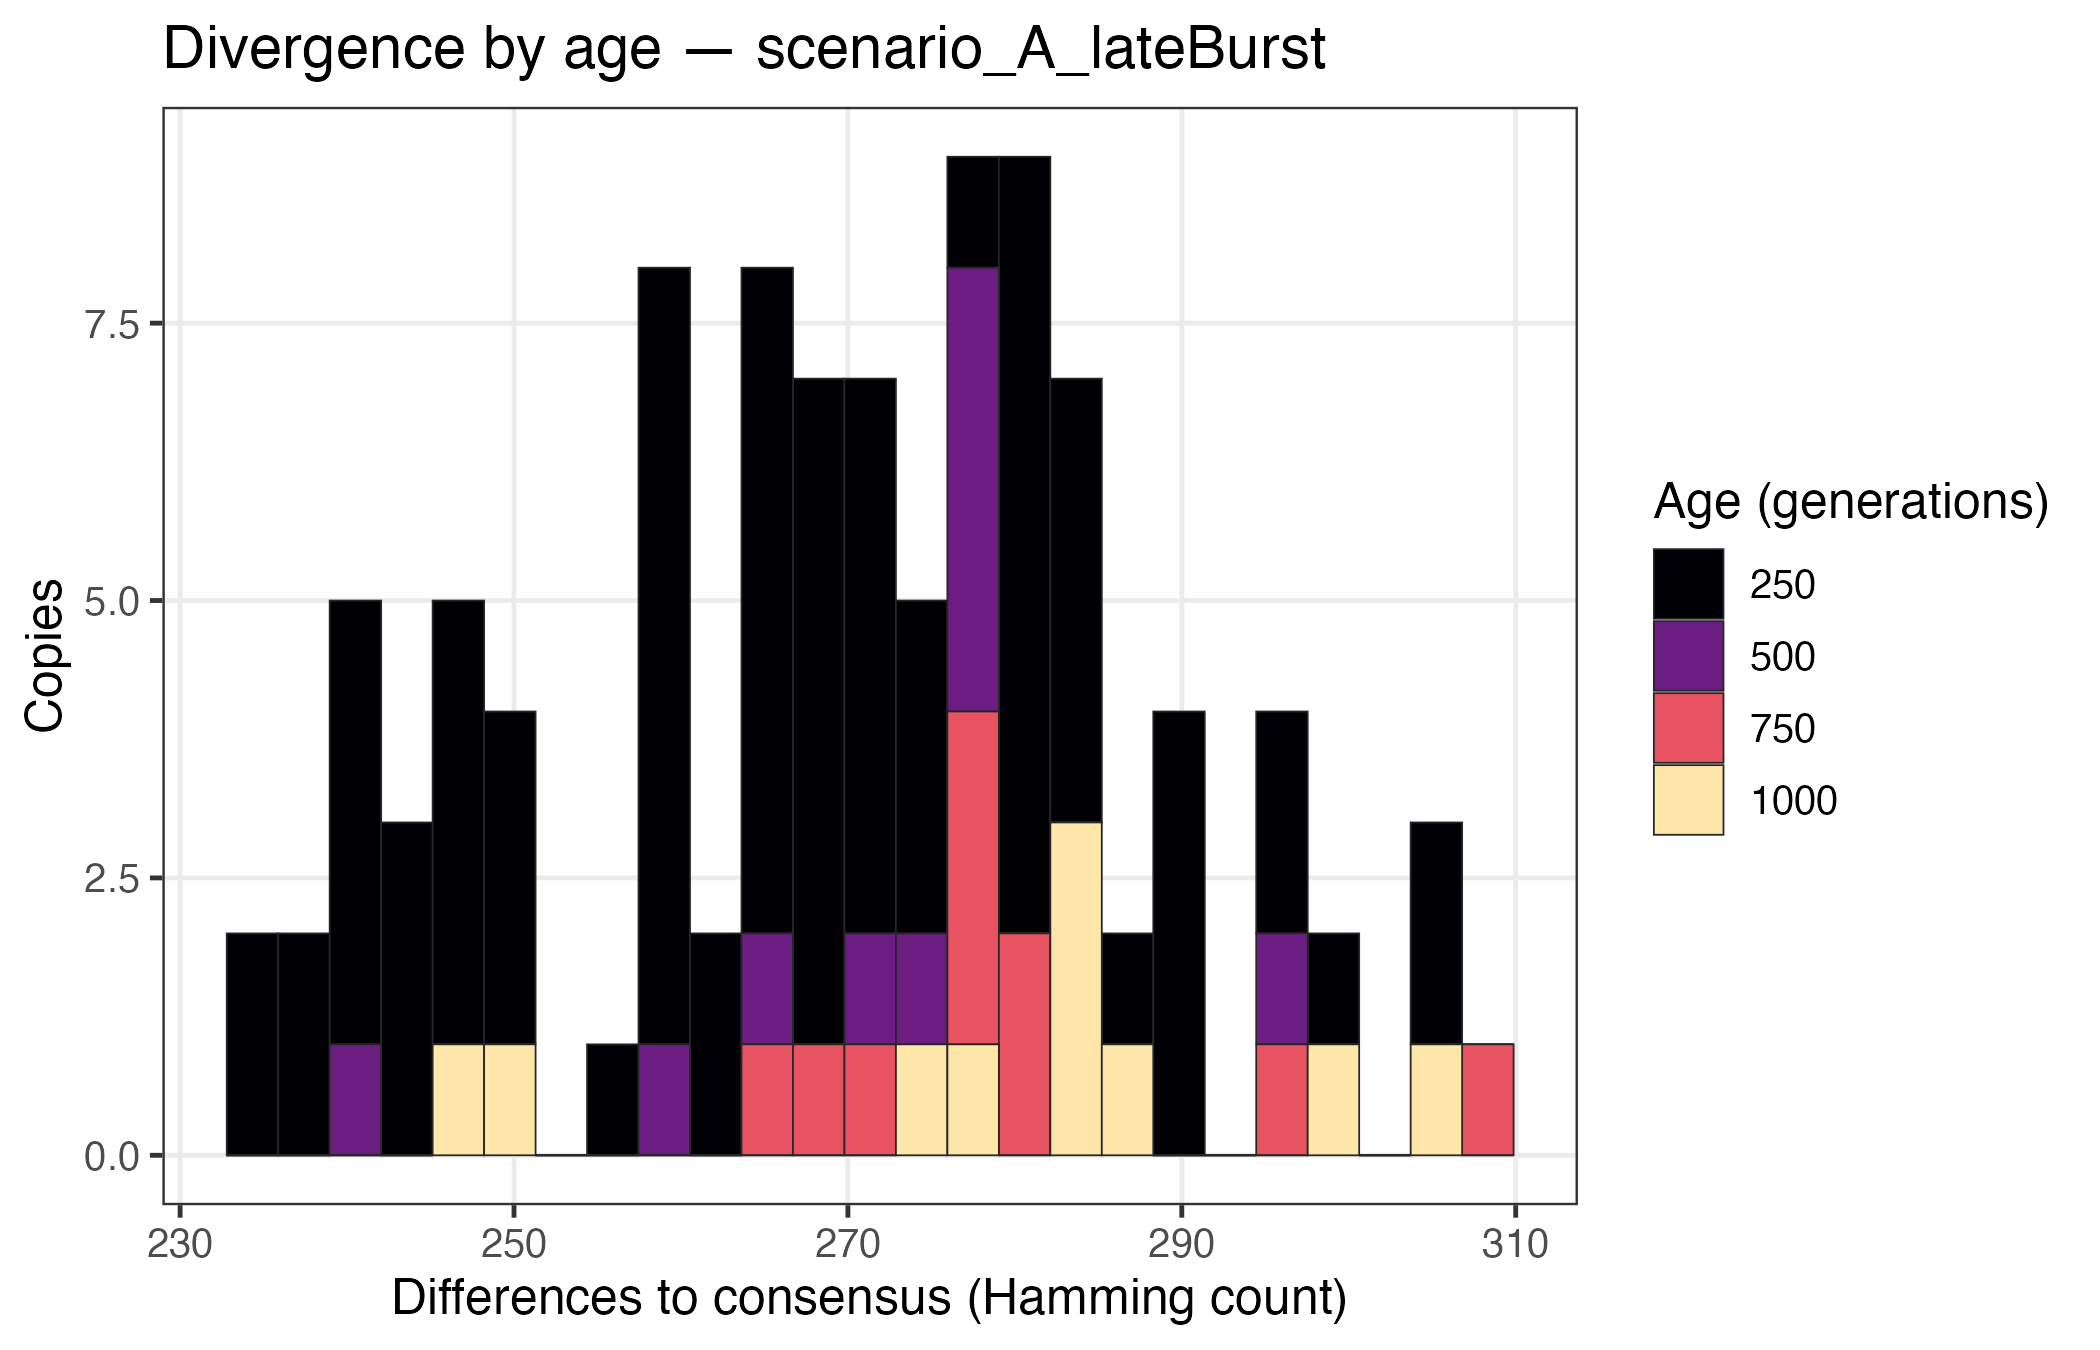 Divergence by age — scenario_A_lateBurst
Copies
7.5
5.0
2.5
0.0
230 250 270 290 310
Differences to consensus (Hamming count)
Age (generations)
250
500
750
1000